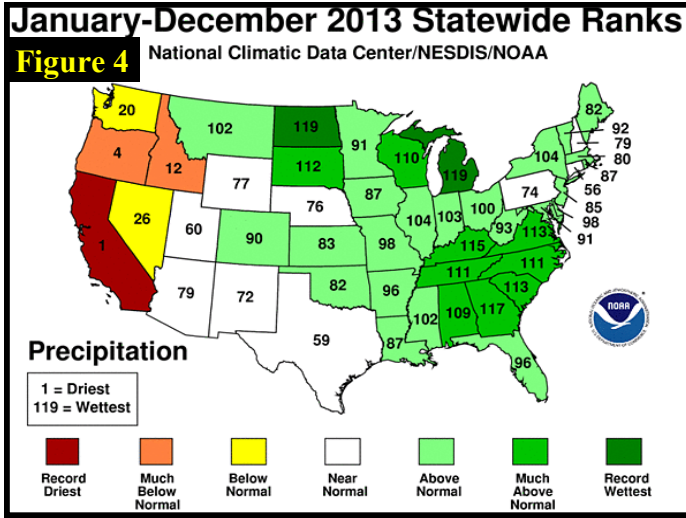 January-December 2013 Statewide Ranks
National Climatic Data Center/NESDIS/NOAA
Figure 4
20
102
119
91
82
92
79
80
87
56
85
98
91
4
12
77
112
110
119
104
74
1
26
60
76
87
104
103
100
93
113
90
83
98
115
111
111
79
72
82
96
113
59
87
102
109
117
96
NOAA
Precipitation
1 = Driest
119 = Wettest
Record
Driest
Much
Below
Normal
Below
Normal
Near
Normal
Above
Normal
Much
Above
Normal
Record
Wettest